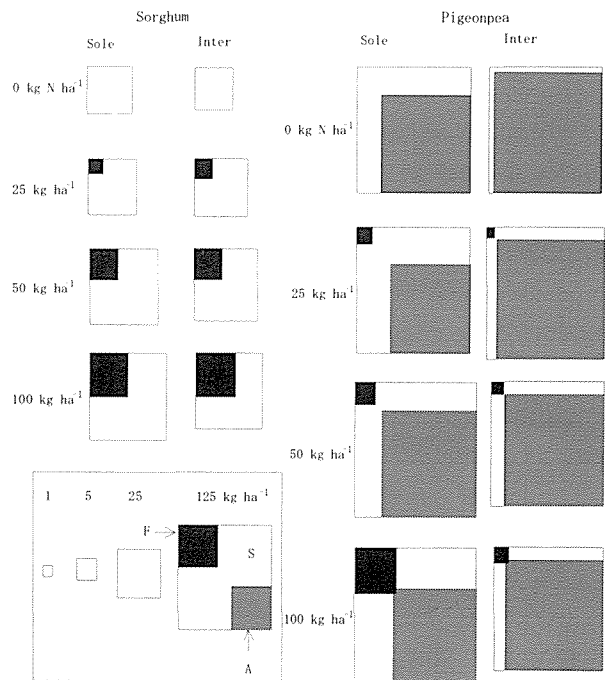 Sorghum
Sole Inter
0 kg N ha⁻¹
25 kg ha⁻¹
50 kg ha⁻¹
100 kg ha⁻¹
1 5 25 125 kg ha⁻¹
F
S
A
Pigeonpea
Sole Inter
0 kg N ha⁻¹
25 kg ha⁻¹
50 kg ha⁻¹
100 kg ha⁻¹